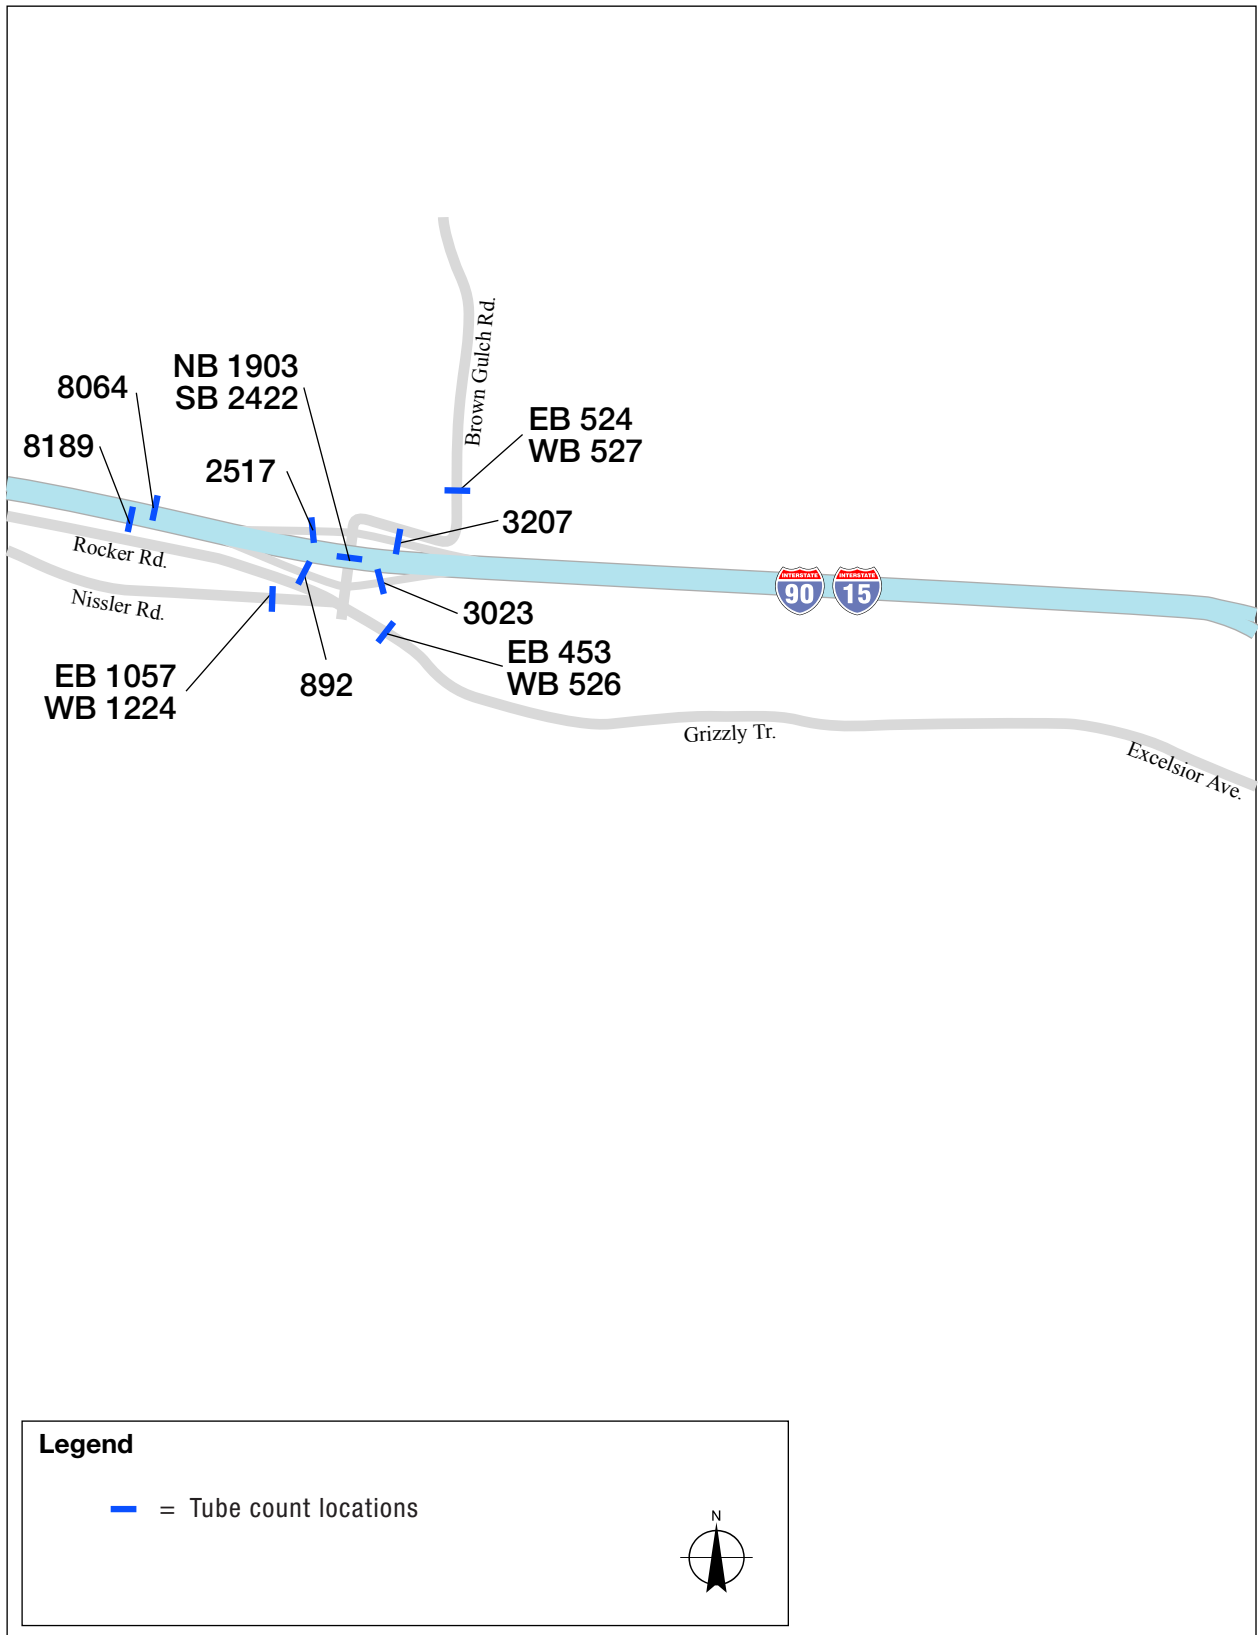 Brown Gulch Rd.
NB 1903
SB 2422
8064
8189
2517
EB 524
WB 527
3207
Rocker Rd.
Nissler Rd.
INTERSTATE
90
INTERSTATE
15
3023
EB 453
WB 526
EB 1057
WB 1224
892
Grizzly Tr.
Excelsior Ave.
Legend
= Tube count locations
N